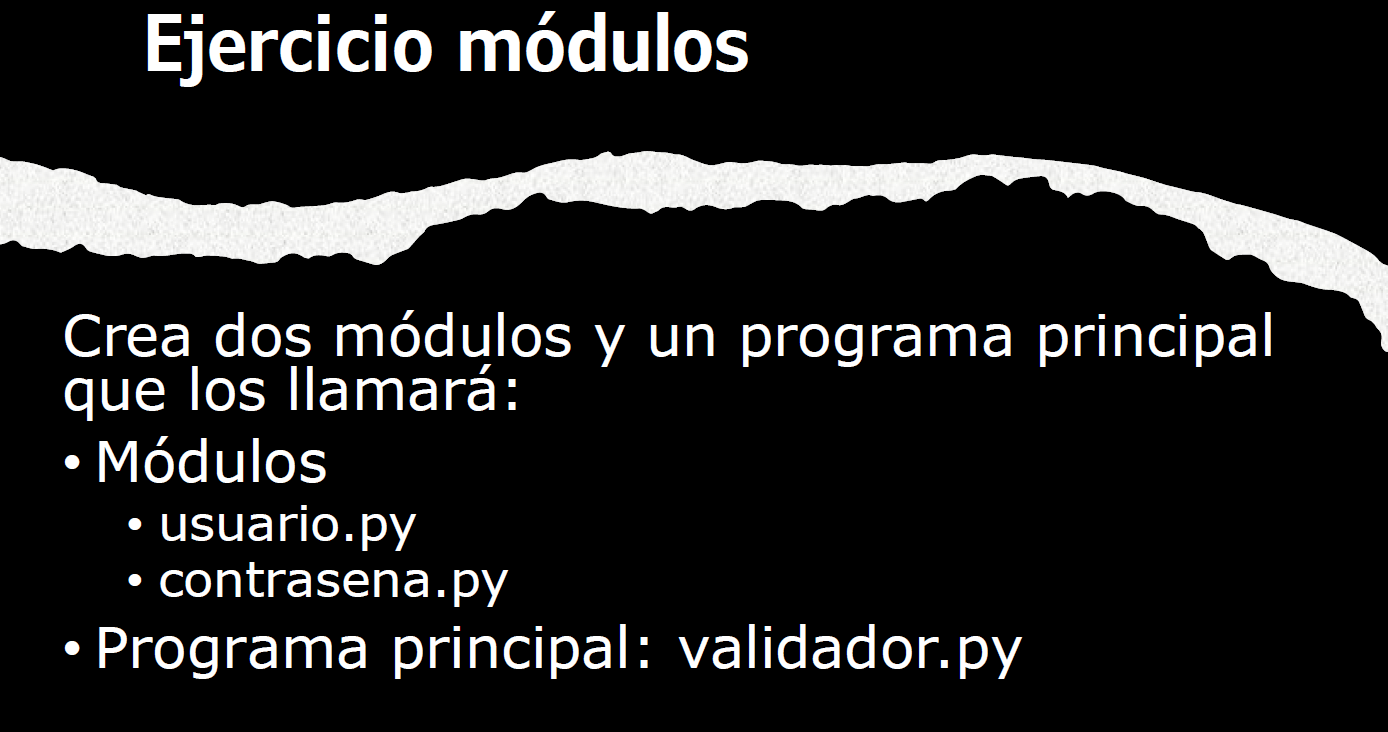 Ejercicio módulos
Crea dos módulos y un programa principal
que los llamará:
• Módulos
• usuario.py
• contrasena.py
• Programa principal: validador.py